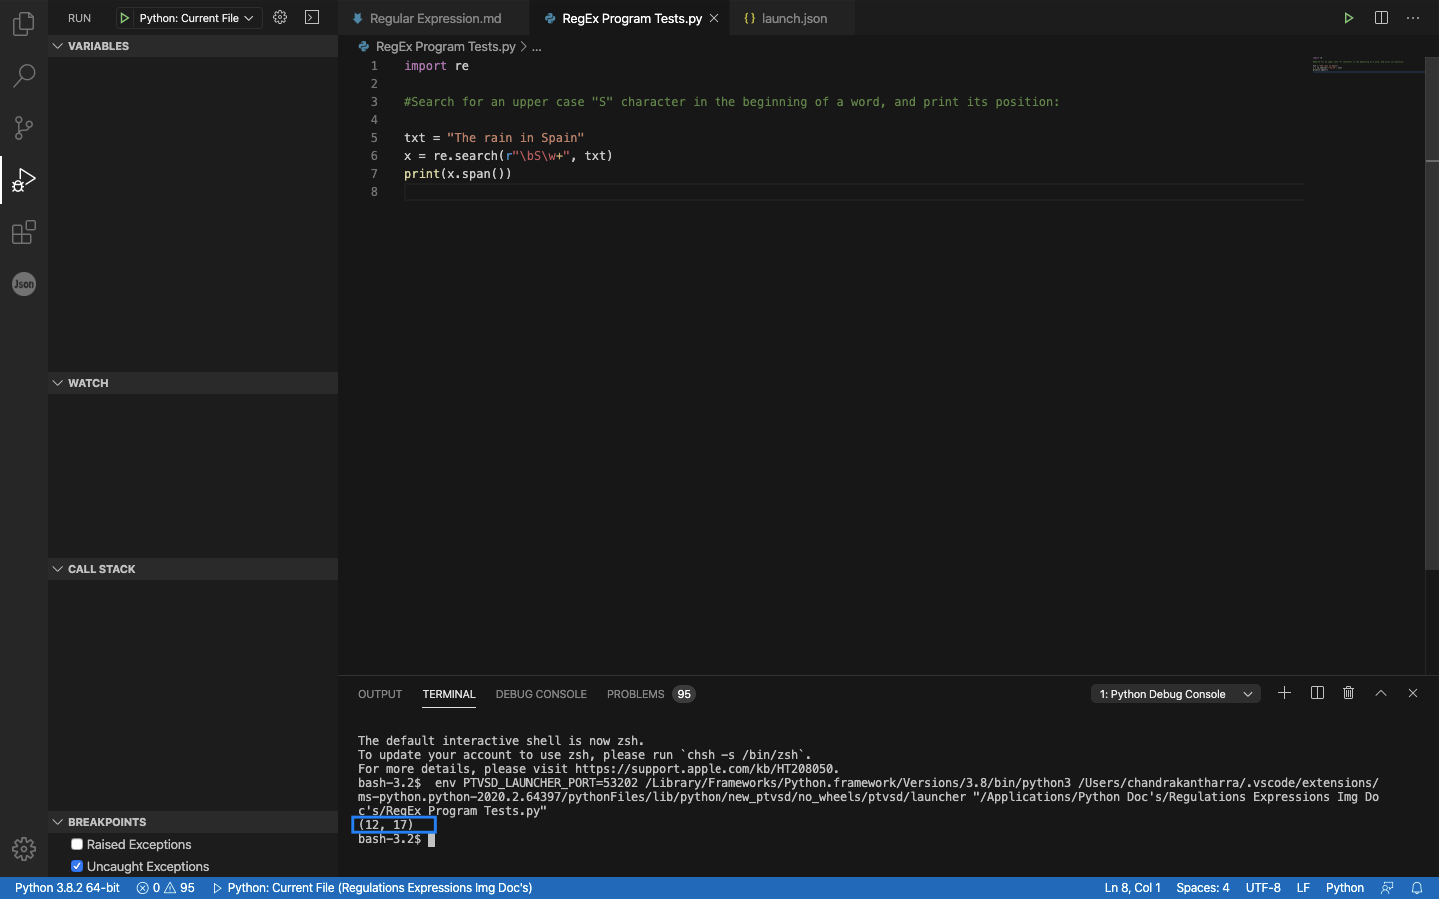 RUN
Python: Current File
Regular Expression.md
RegEx Program Tests.py
{} launch.json
VARIABLES
RegEx Program Tests.py > ...
1 import re
2
3 #Search for an upper case "S" character in the beginning of a word, and print its position:
4
5 txt = "The rain in Spain"
6 x = re.search(r"\bS\w+", txt)
7 print(x.span())
8
Json
WATCH
CALL STACK
BREAKPOINTS
Raised Exceptions
Uncaught Exceptions
OUTPUT TERMINAL DEBUG CONSOLE PROBLEMS 95
1: Python Debug Console
The default interactive shell is now zsh.
To update your account to use zsh, please run `chsh -s /bin/zsh`.
For more details, please visit https://support.apple.com/kb/HT208050.
bash-3.2$  env PTVSD_LAUNCHER_PORT=53202 /Library/Frameworks/Python.framework/Versions/3.8/bin/python3 /Users/chandrakantharra/.vscode/extensions/
ms-python.python-2020.2.64397/pythonFiles/lib/python/new_ptvsd/no_wheels/ptvsd/launcher "/Applications/Python Doc's/Regulations Expressions Img Do
c's/RegEx Program Tests.py"
(12, 17)
bash-3.2$
Python 3.8.2 64-bit 0 95 Python: Current File (Regulations Expressions Img Doc's) Ln 8, Col 1 Spaces: 4 UTF-8 LF Python